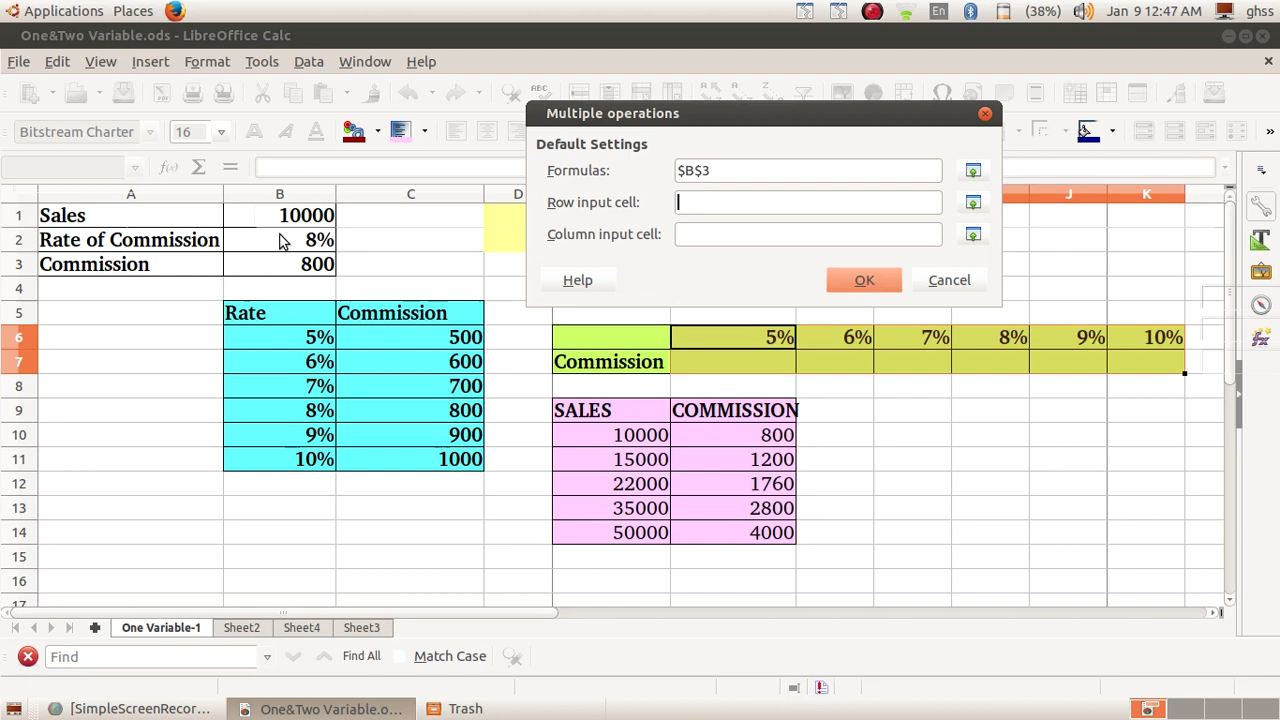 Applications Places En (38%) Jan 9 12:47 AM ghss
One&Two Variable.ods - LibreOffice Calc
File Edit View Insert Format Tools Data Window Help
Bitstream Charter 16
Multiple operations
Default Settings
Formulas: $B$3
Row input cell:
Column input cell:
Help OK Cancel
A B C D J K
1 Sales 10000
2 Rate of Commission 8%
3 Commission 800
4
5 Rate Commission
6 5% 500 5% 6% 7% 8% 9% 10%
7 6% 600 Commission
8 7% 700
9 8% 800 SALES COMMISSION
10 9% 900 10000 800
11 10% 1000 15000 1200
12 22000 1760
13 35000 2800
14 50000 4000
15
16
17
One Variable-1 Sheet2 Sheet4 Sheet3
Find Find All Match Case
[SimpleScreenRecor... One&Two Variable.o... Trash